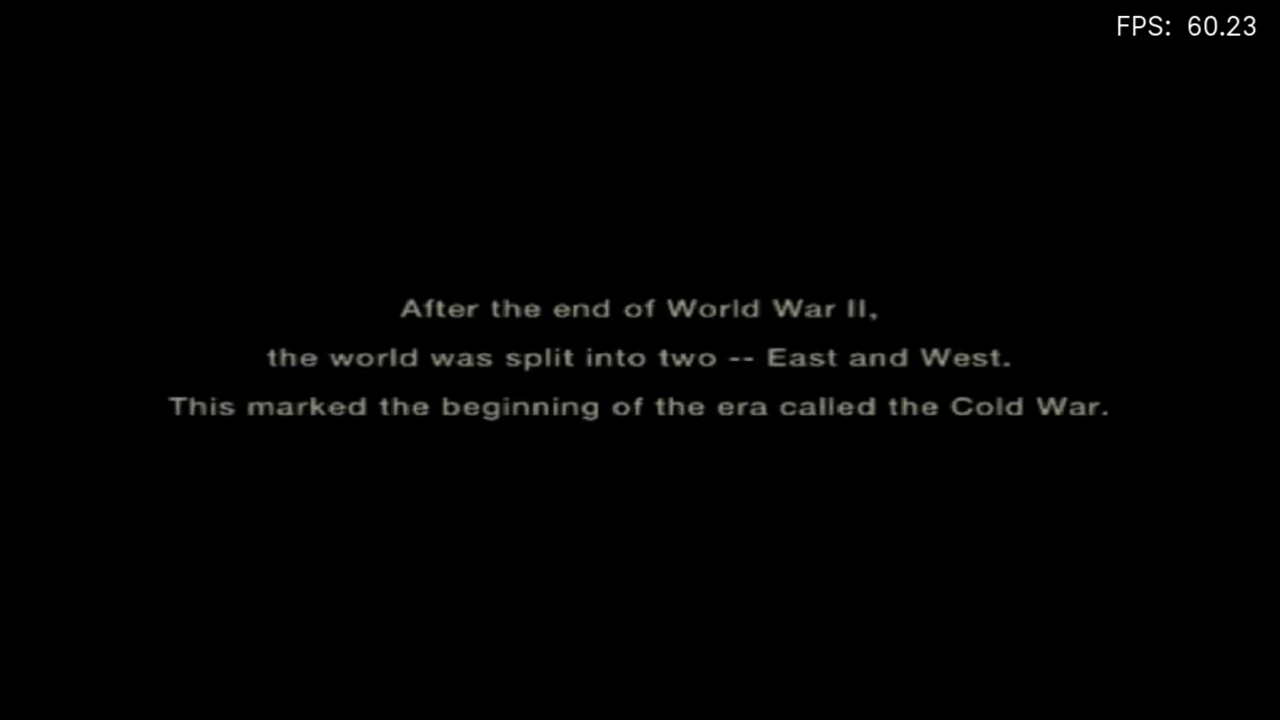 FPS: 60.23
After the end of World War II,
the world was split into two -- East and West.
This marked the beginning of the era called the Cold War.